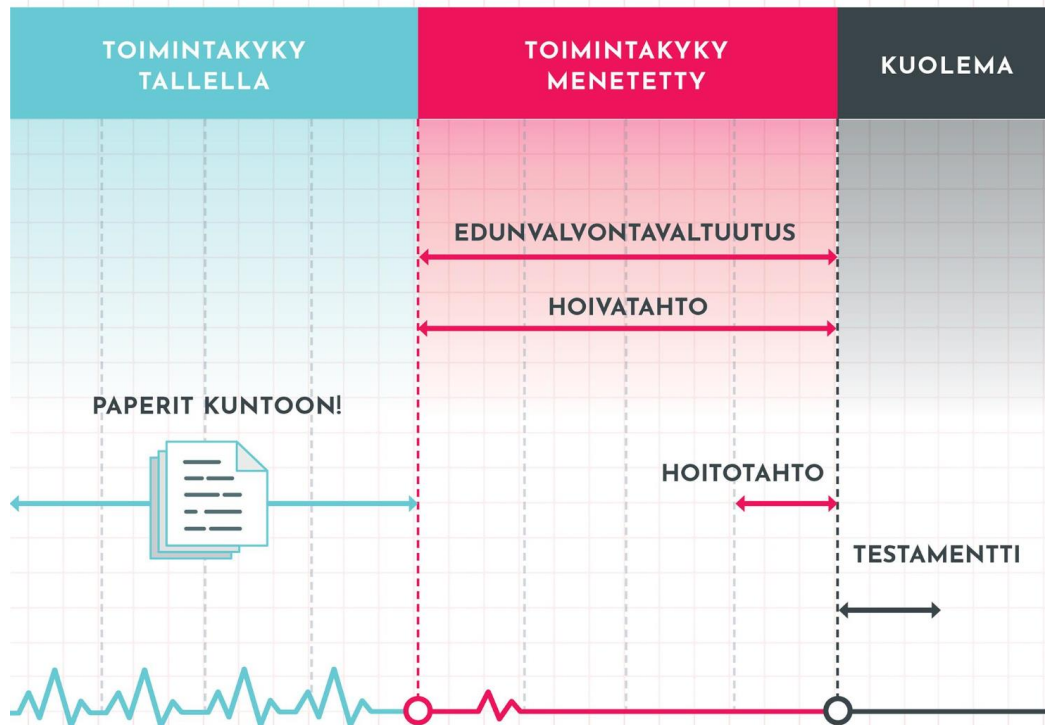 TOIMINTAKYKY
TALLELLA
TOIMINTAKYKY
MENETETTY
KUOLEMA
EDUNVALVONTAVALTUUTUS
HOIVATAHTO
PAPERIT KUNTOON!
HOITOTAHTO
TESTAMENTTI